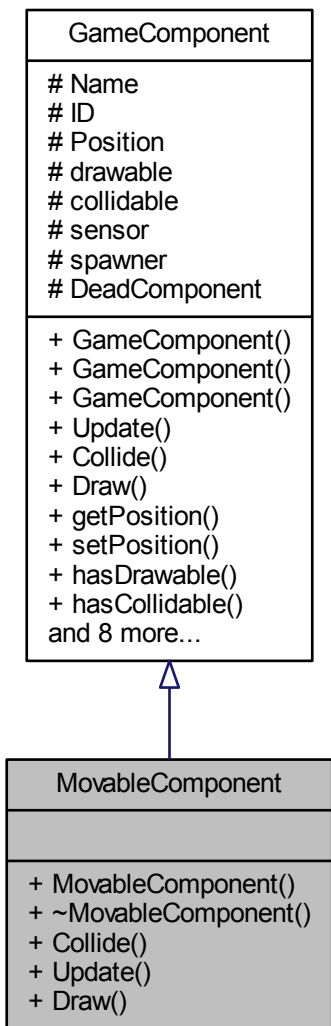 GameComponent
# Name
# ID
# Position
# drawable
# collidable
# sensor
# spawner
# DeadComponent
+ GameComponent()
+ GameComponent()
+ GameComponent()
+ Update()
+ Collide()
+ Draw()
+ getPosition()
+ setPosition()
+ hasDrawable()
+ hasCollidable()
and 8 more...
MovableComponent
+ MovableComponent()
+ ~MovableComponent()
+ Collide()
+ Update()
+ Draw()